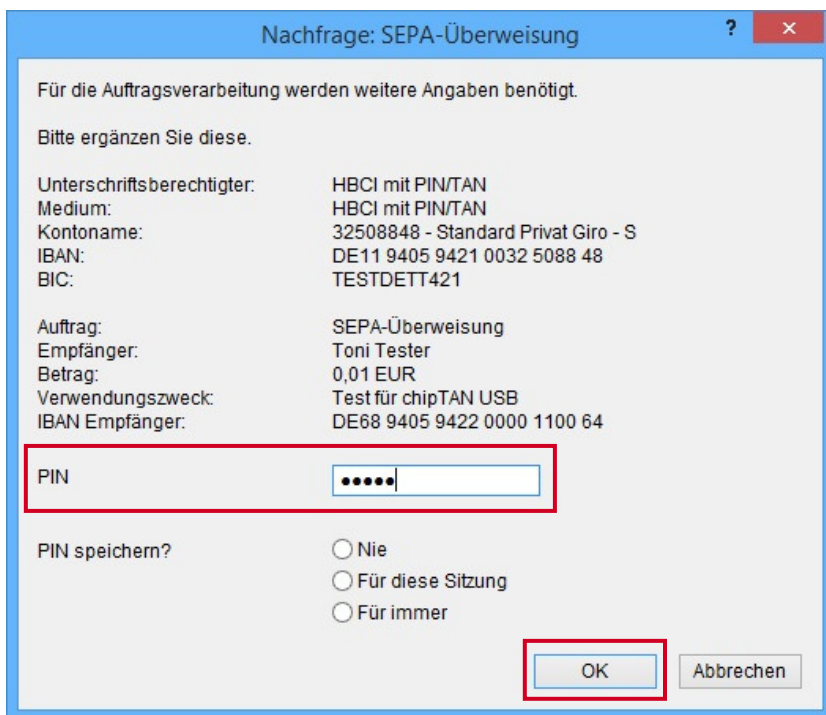 Nachfrage: SEPA-Überweisung
?
×
Für die Auftragsverarbeitung werden weitere Angaben benötigt.
Bitte ergänzen Sie diese.
Unterschriftsberechtigter: HBCI mit PIN/TAN
Medium: HBCI mit PIN/TAN
Kontoname: 32508848 - Standard Privat Giro - S
IBAN: DE11 9405 9421 0032 5088 48
BIC: TESTDETT421
Auftrag: SEPA-Überweisung
Empfänger: Toni Tester
Betrag: 0,01 EUR
Verwendungszweck: Test für chipTAN USB
IBAN Empfänger: DE68 9405 9422 0000 1100 64
PIN •••••
PIN speichern? Nie
Für diese Sitzung
Für immer
OK Abbrechen